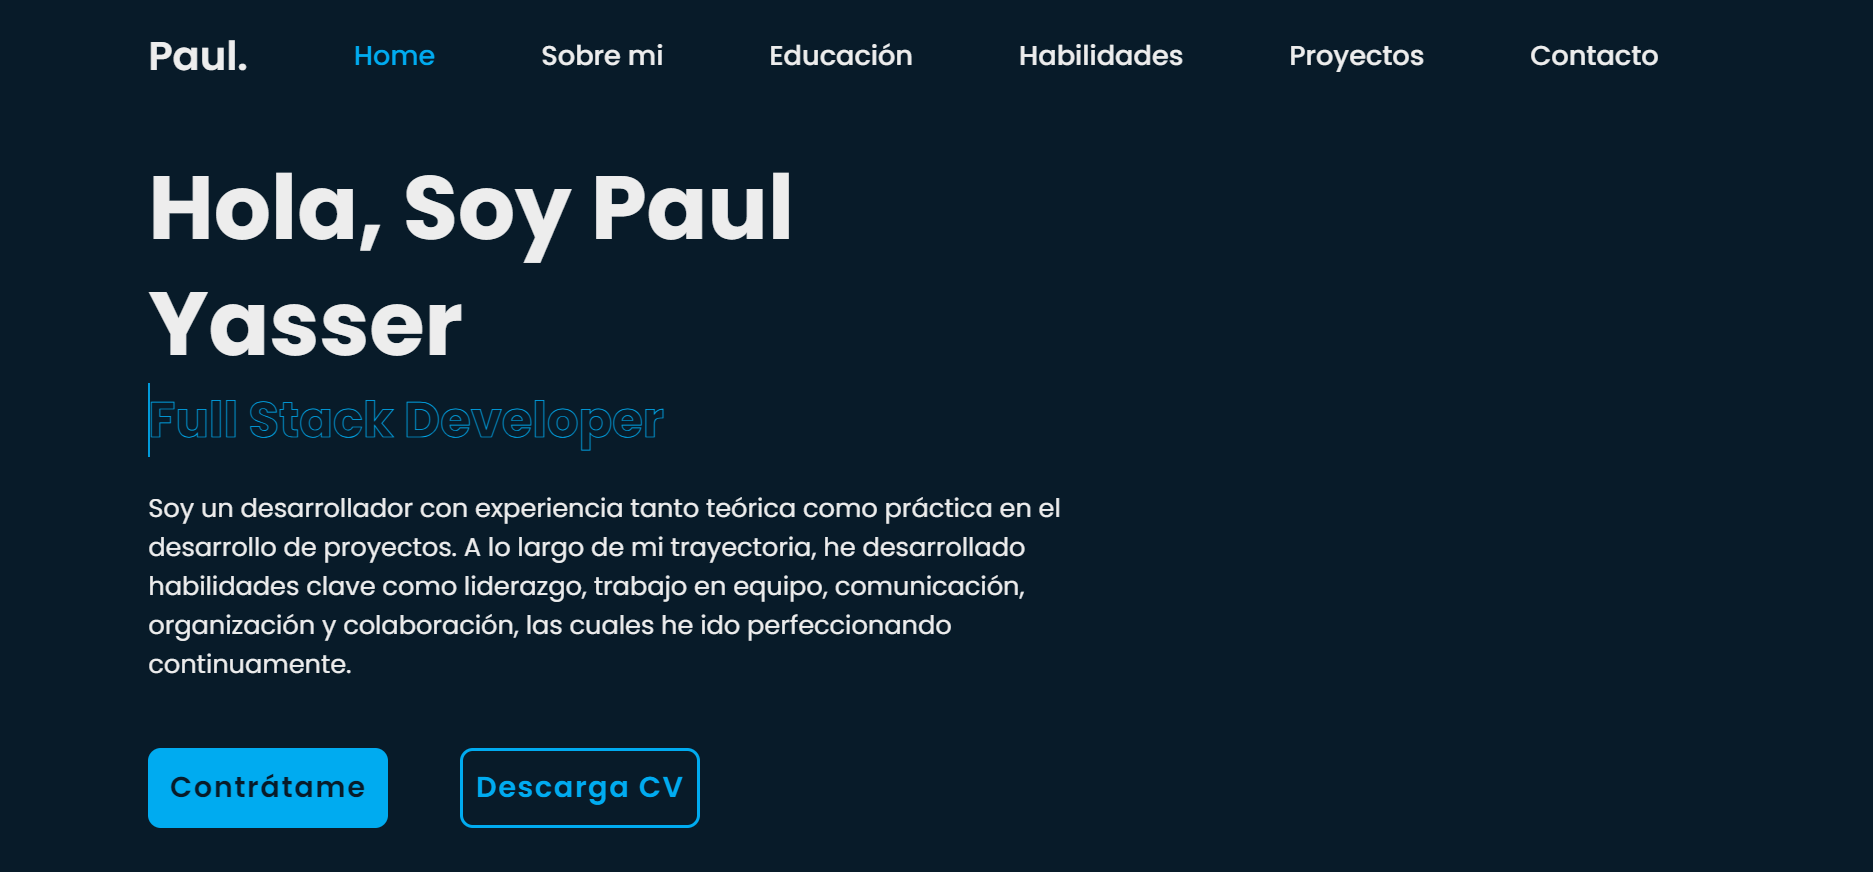 Paul. Home Sobre mi Educación Habilidades Proyectos Contacto
Hola, Soy Paul
Yasser
Full Stack Developer
Soy un desarrollador con experiencia tanto teórica como práctica en el
desarrollo de proyectos. A lo largo de mi trayectoria, he desarrollado
habilidades clave como liderazgo, trabajo en equipo, comunicación,
organización y colaboración, las cuales he ido perfeccionando
continuamente.
Contrátame Descarga CV